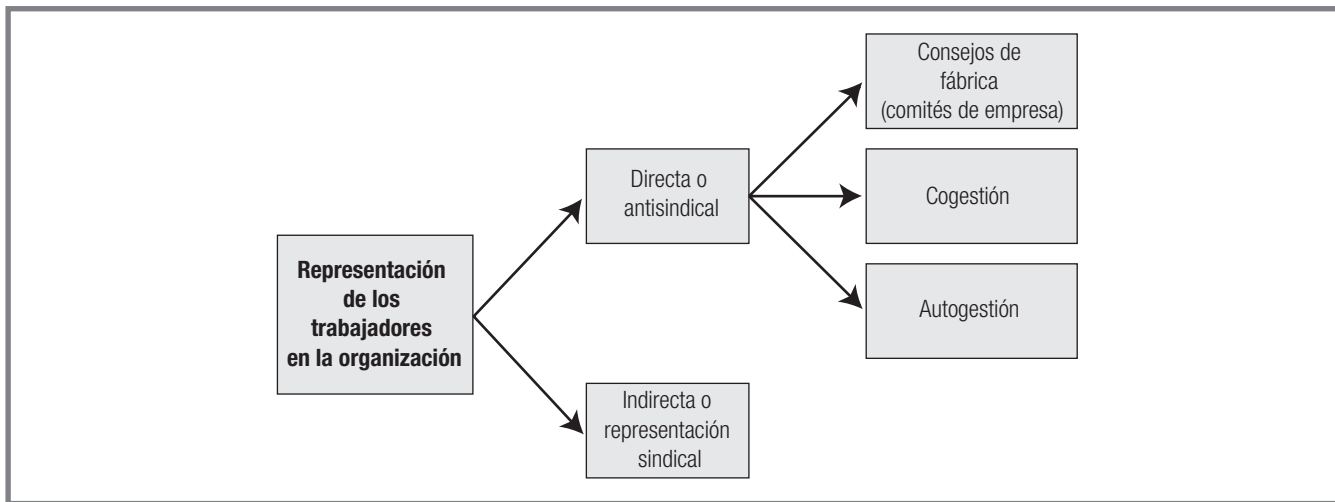 Representación
de los
trabajadores
en la organización
Directa o
antisindical
Indirecta o
representación
sindical
Consejos de
fábrica
(comités de empresa)
Cogestión
Autogestión